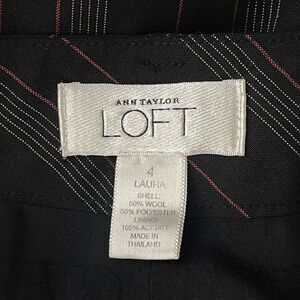 ANN TAYLOR
LOFT
4
LAURA
SHELL:
50% WOOL
50% POLYESTER
LINING:
100% ACETATE
MADE IN
THAILAND